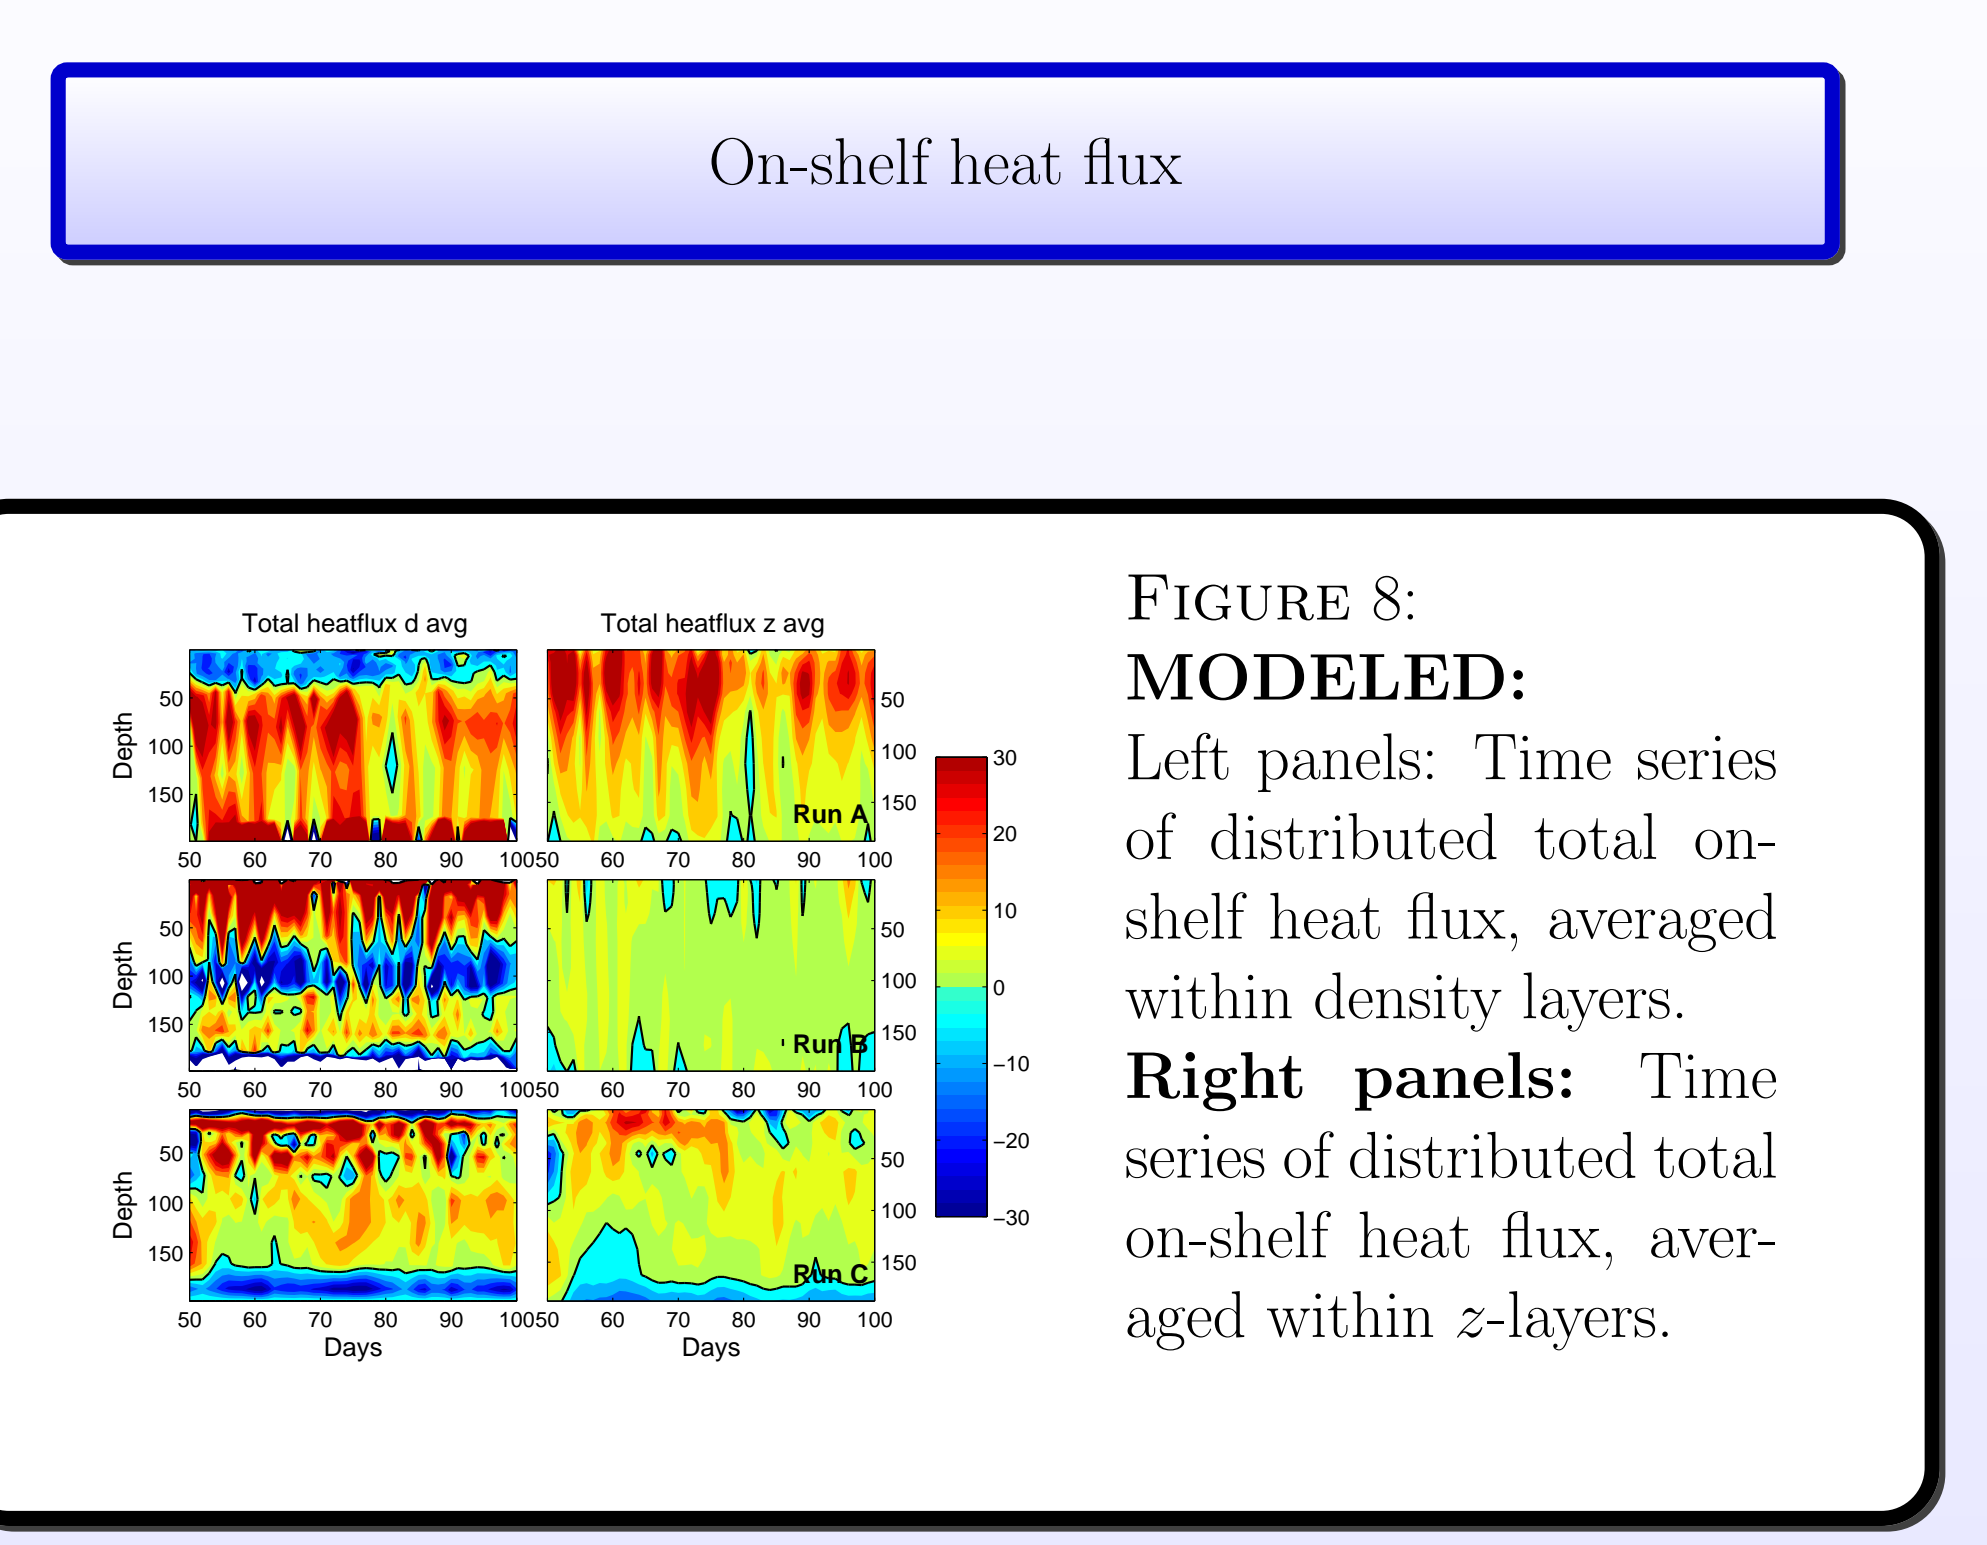 On-shelf heat flux
Total heatflux d avg
Total heatflux z avg
Depth
50
100
150
50
100
150
Run A
50 60 70 80 90 100
50 60 70 80 90 100
Depth
50
100
150
50
100
150
Run B
50 60 70 80 90 100
50 60 70 80 90 100
Depth
50
100
150
50
100
150
Run C
50 60 70 80 90 100
50 60 70 80 90 100
Days
Days
30
20
10
0
−10
−20
−30
FIGURE 8:
MODELED:
Left panels: Time series
of distributed total on-
shelf heat flux, averaged
within density layers.
Right panels: Time
series of distributed total
on-shelf heat flux, aver-
aged within z-layers.